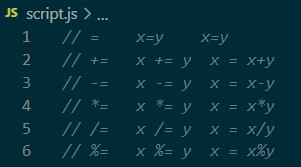 JS script.js > ...
1 // = x=y x=y
2 // += x += y x = x+y
3 // -= x -= y x = x-y
4 // *= x *= y x = x*y
5 // /= x /= y x = x/y
6 // %= x %= y x = x%y